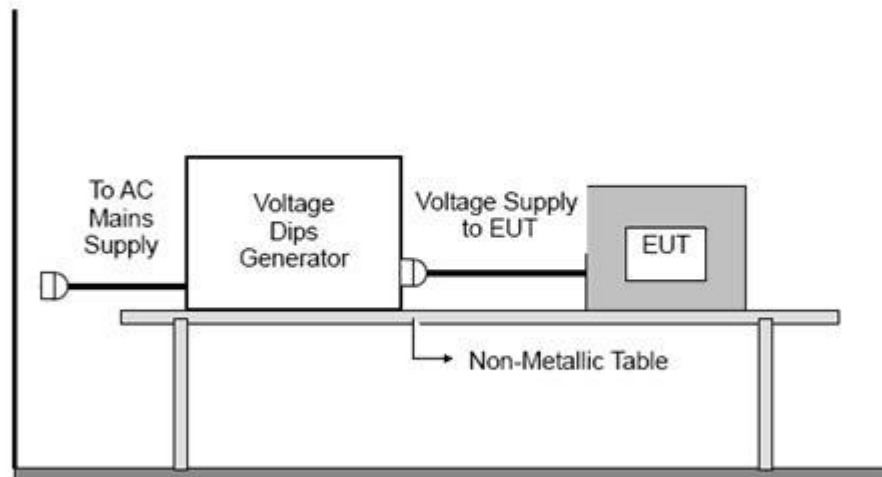 To AC
Mains
Supply
Voltage
Dips
Generator
Voltage Supply
to EUT
EUT
Non-Metallic Table